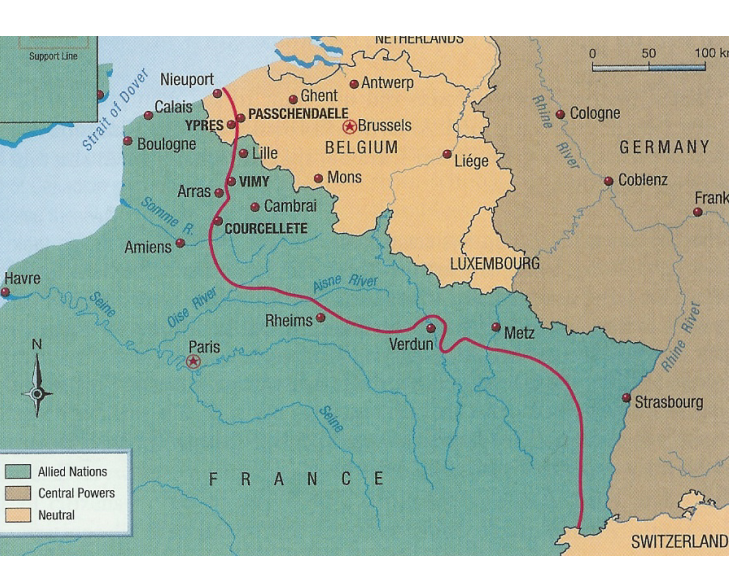 NETHERLANDS
Support Line
0 50 100 km
Strait of Dover
Nieuport
Antwerp
Ghent
Calais
PASSCHENDAELE
YPRES
Brussels
Cologne
Rhine River
Boulogne
Lille
BELGIUM
GERMANY
Liége
VIMY
Mons
Coblenz
Arras
Cambrai
Frank
Somme R.
COURCELLETE
Amiens
LUXEMBOURG
Havre
Aisne River
Seine
Oise River
Rheims
Metz
Verdun
Rhine River
N
Paris
Strasbourg
Seine
Allied Nations
FRANCE
Central Powers
Neutral
SWITZERLAND